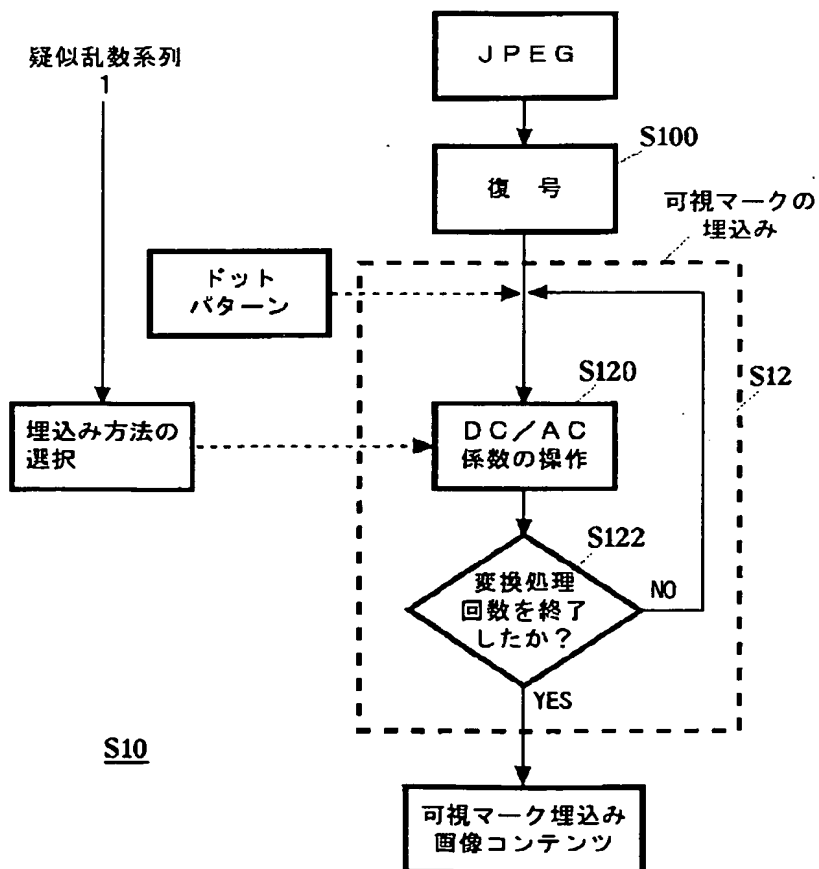 疑似乱数系列
1
JPEG
S100
復号
可視マークの
埋込み
ドット
パターン
S120
S12
埋込み方法の
選択
DC／AC
係数の操作
S122
変換処理
回数を終了
したか？
NO
YES
S10
可視マーク埋込み
画像コンテンツ